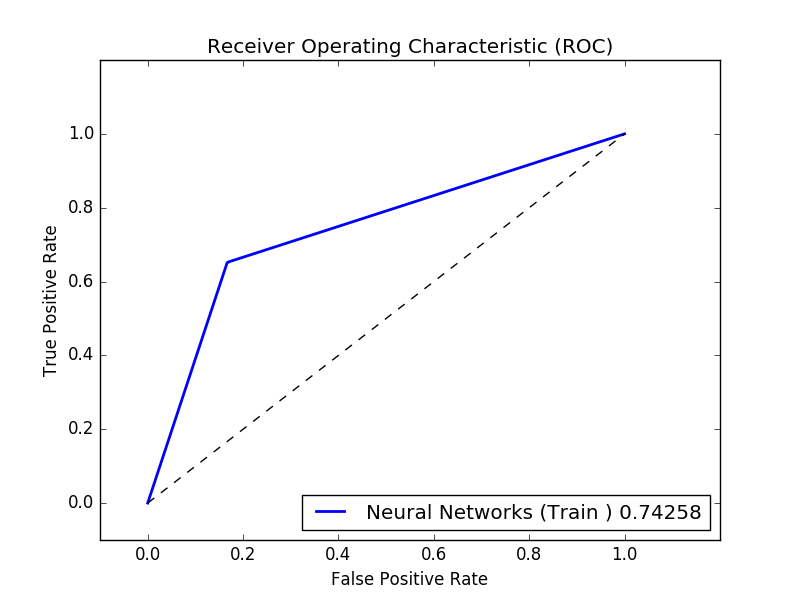 Receiver Operating Characteristic (ROC)
True Positive Rate
1.0
0.8
0.6
0.4
0.2
0.0
Neural Networks (Train ) 0.74258
0.0 0.2 0.4 0.6 0.8 1.0
False Positive Rate